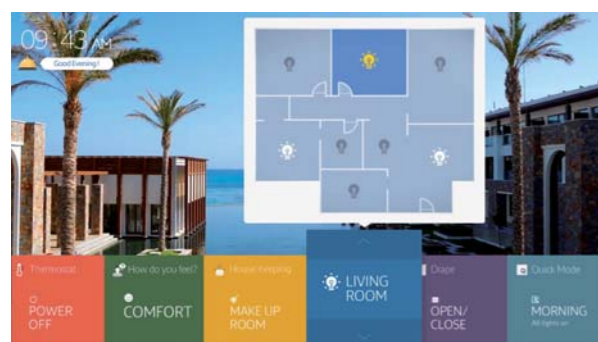 09:43 AM
Good Evening!
Thermostat
POWER
OFF
How do you feel?
COMFORT
House Keeping
MAKE UP
ROOM
LIVING
ROOM
Drape
OPEN/
CLOSE
Quick Mode
MORNING
All lights on